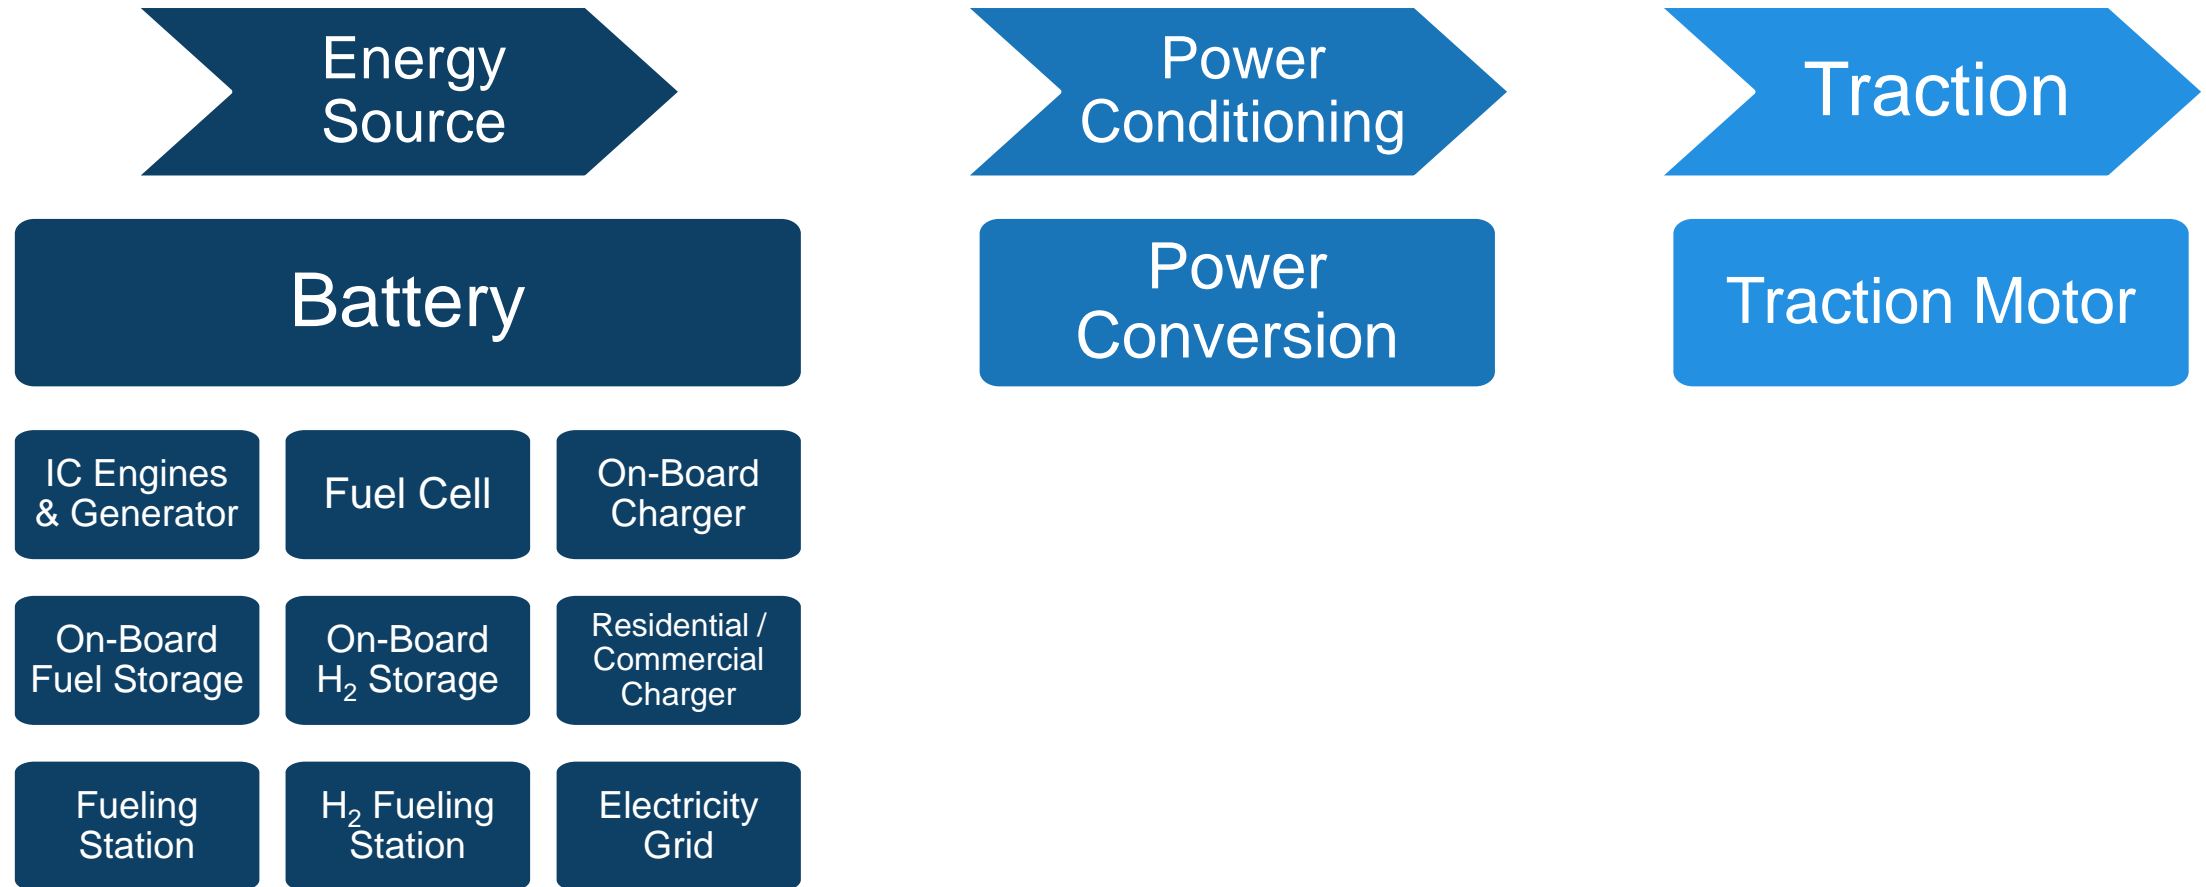 Energy
Source
Power
Conditioning
Traction
Battery
Power
Conversion
Traction Motor
IC Engines
& Generator
Fuel Cell
On-Board
Charger
On-Board
Fuel Storage
On-Board
H₂ Storage
Residential /
Commercial
Charger
Fueling
Station
H₂ Fueling
Station
Electricity
Grid